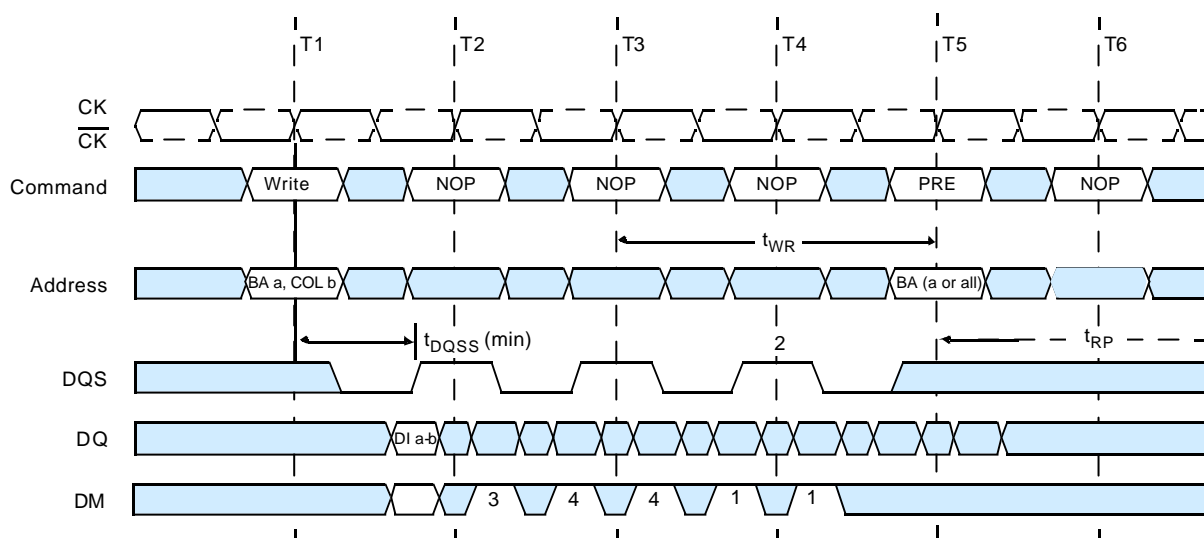 T1 T2 T3 T4 T5 T6
CK
CK
Command Write NOP NOP NOP PRE NOP
tWR
Address BA a, COL b BA (a or all)
tDQSS (min) 2 tRP
DQS
DQ DI a-b
DM 3 4 4 1 1